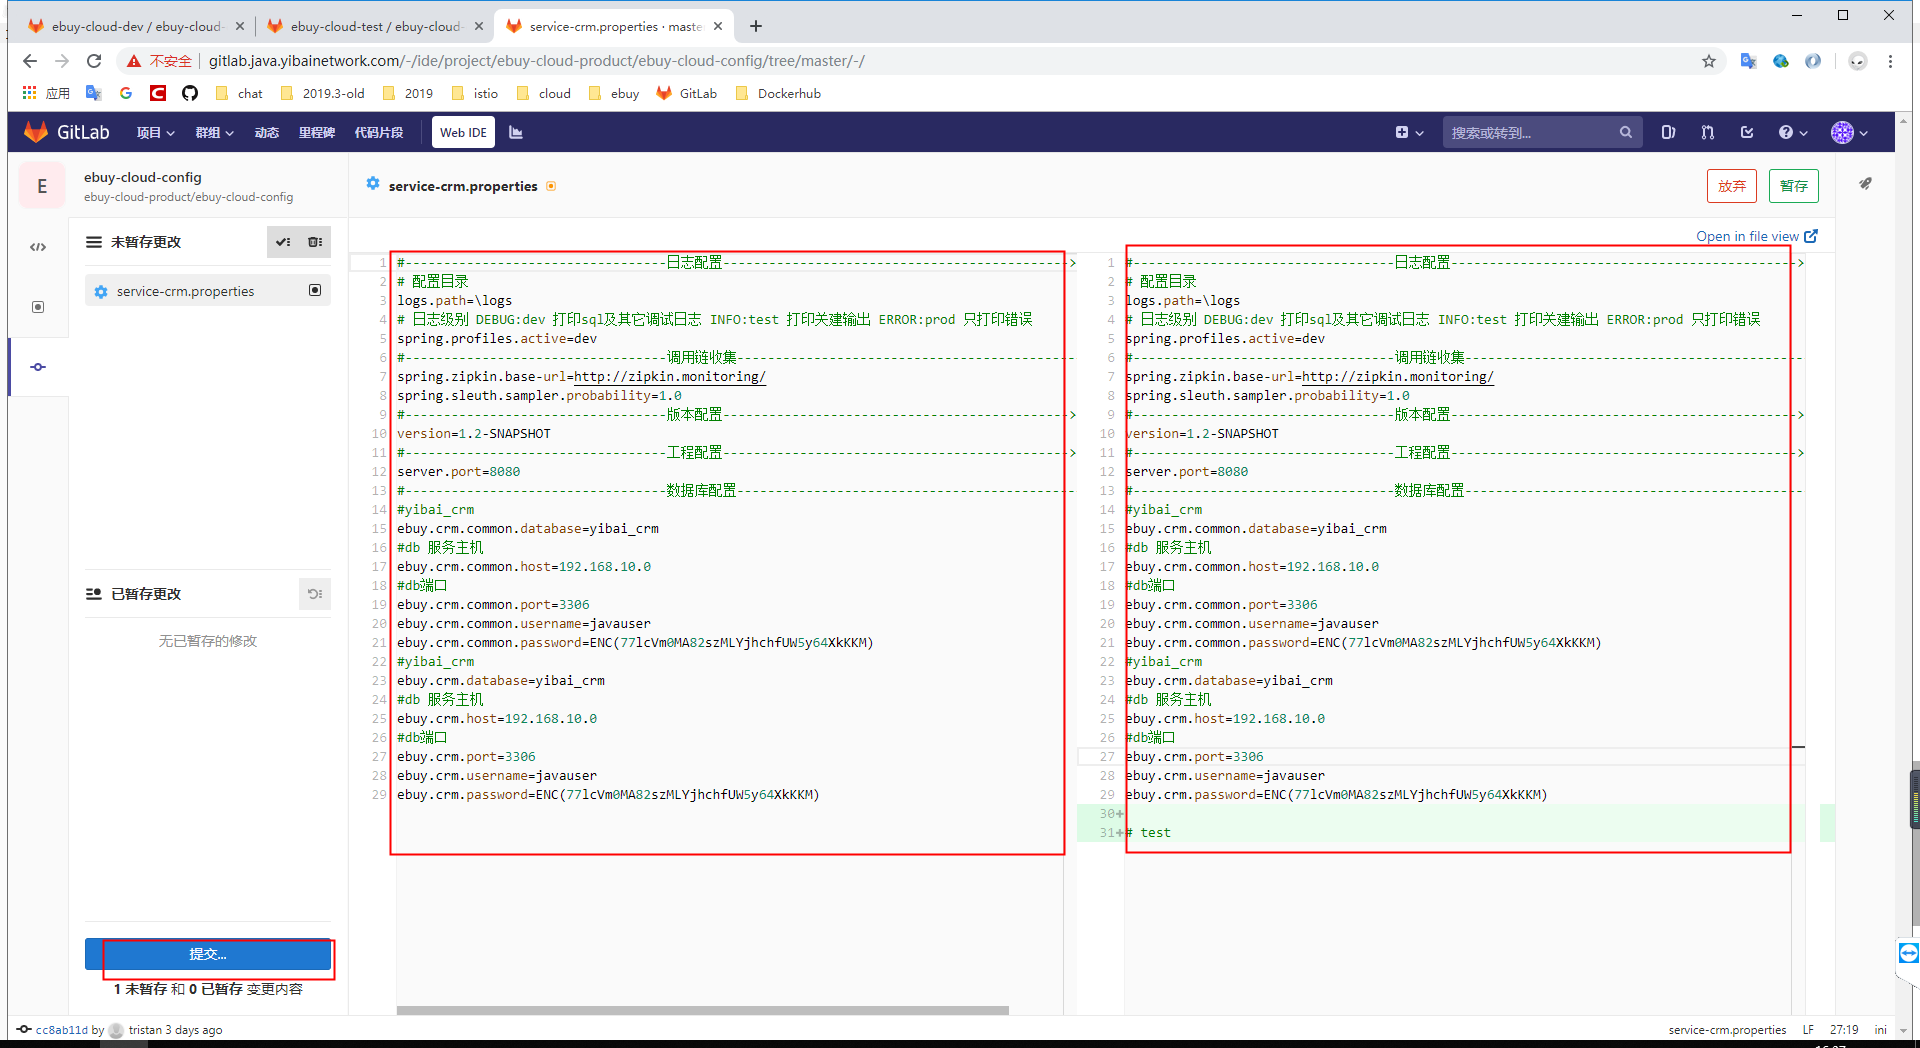 ebuy-cloud-dev / ebuy-cloud-
ebuy-cloud-test / ebuy-cloud-
service-crm.properties · maste
不安全
gitlab.java.yibainetwork.com/-/ide/project/ebuy-cloud-product/ebuy-cloud-config/tree/master/-/
应用
chat
2019.3-old
2019
istio
cloud
ebuy
GitLab
Dockerhub
GitLab
项目
群组
动态
里程碑
代码片段
Web IDE
搜索或转到...
E
ebuy-cloud-config
ebuy-cloud-product/ebuy-cloud-config
service-crm.properties
放弃
暂存
未暂存更改
service-crm.properties
已暂存更改
无已暂存的修改
提交...
1 未暂存 和 0 已暂存 变更内容
Open in file view
1 #----------------------------------日志配置-------------------------------------------->
2 # 配置目录
3 logs.path=\logs
4 # 日志级别 DEBUG:dev 打印sql及其它调试日志 INFO:test 打印关建输出 ERROR:prod 只打印错误
5 spring.profiles.active=dev
6 #----------------------------------调用链收集--------------------------------------------
7 spring.zipkin.base-url=http://zipkin.monitoring/
8 spring.sleuth.sampler.probability=1.0
9 #----------------------------------版本配置-------------------------------------------->
10 version=1.2-SNAPSHOT
11 #----------------------------------工程配置-------------------------------------------->
12 server.port=8080
13 #----------------------------------数据库配置--------------------------------------------
14 #yibai_crm
15 ebuy.crm.common.database=yibai_crm
16 #db 服务主机
17 ebuy.crm.common.host=192.168.10.0
18 #db端口
19 ebuy.crm.common.port=3306
20 ebuy.crm.common.username=javauser
21 ebuy.crm.common.password=ENC(77lcVm0MA82szMLYjhchfUW5y64XkKKM)
22 #yibai_crm
23 ebuy.crm.database=yibai_crm
24 #db 服务主机
25 ebuy.crm.host=192.168.10.0
26 #db端口
27 ebuy.crm.port=3306
28 ebuy.crm.username=javauser
29 ebuy.crm.password=ENC(77lcVm0MA82szMLYjhchfUW5y64XkKKM)
1 #----------------------------------日志配置-------------------------------------------->
2 # 配置目录
3 logs.path=\logs
4 # 日志级别 DEBUG:dev 打印sql及其它调试日志 INFO:test 打印关建输出 ERROR:prod 只打印错误
5 spring.profiles.active=dev
6 #----------------------------------调用链收集--------------------------------------------
7 spring.zipkin.base-url=http://zipkin.monitoring/
8 spring.sleuth.sampler.probability=1.0
9 #----------------------------------版本配置-------------------------------------------->
10 version=1.2-SNAPSHOT
11 #----------------------------------工程配置-------------------------------------------->
12 server.port=8080
13 #----------------------------------数据库配置--------------------------------------------
14 #yibai_crm
15 ebuy.crm.common.database=yibai_crm
16 #db 服务主机
17 ebuy.crm.common.host=192.168.10.0
18 #db端口
19 ebuy.crm.common.port=3306
20 ebuy.crm.common.username=javauser
21 ebuy.crm.common.password=ENC(77lcVm0MA82szMLYjhchfUW5y64XkKKM)
22 #yibai_crm
23 ebuy.crm.database=yibai_crm
24 #db 服务主机
25 ebuy.crm.host=192.168.10.0
26 #db端口
27 ebuy.crm.port=3306
28 ebuy.crm.username=javauser
29 ebuy.crm.password=ENC(77lcVm0MA82szMLYjhchfUW5y64XkKKM)
30+
31+ # test
cc8ab11d by tristan 3 days ago
service-crm.properties LF 27:19 ini